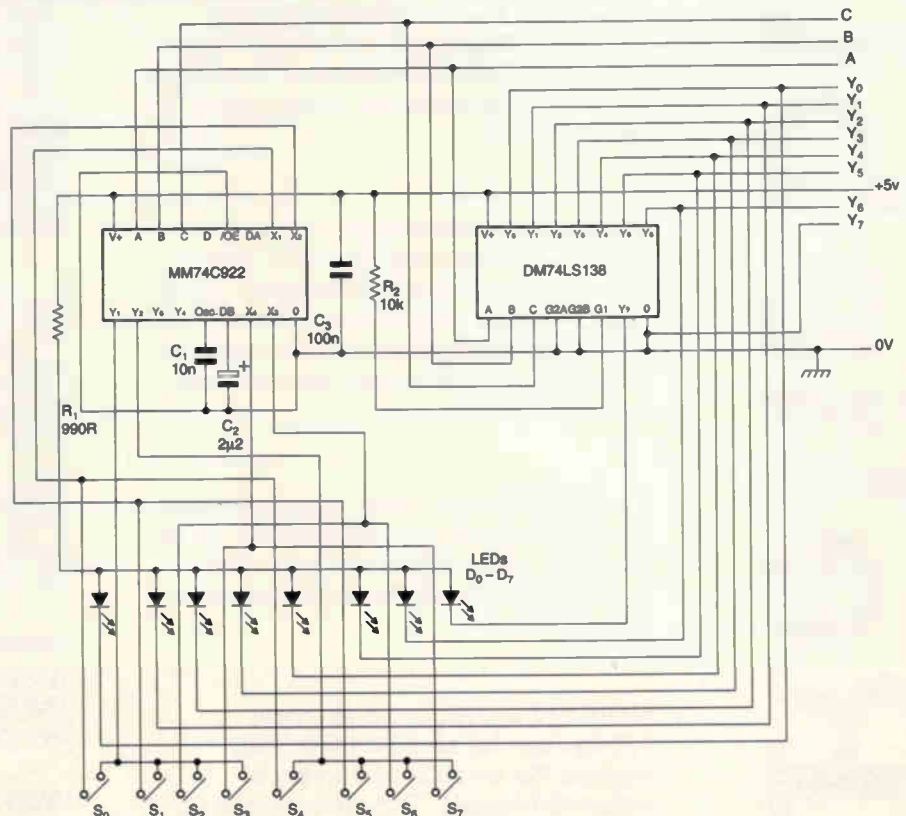 C
B
A
Y0
Y1
Y2
Y3
Y4
Y5
+5v
Y6
Y7
V+ A B C D /OE DA X1 X2
MM74C922
Y1 Y2 Y3 Y4 Osc. DB X4 X3 0
V+ Y0 Y1 Y2 Y3 Y4 Y5 Y6
DM74LS138
A B C G2A G2B G1 Y7 0
R2
10k
C3
100n
C1
10n
+
C2
2µ2
R1
990R
0V
LEDs
D0 – D7
S0 S1 S2 S3 S4 S5 S6 S7